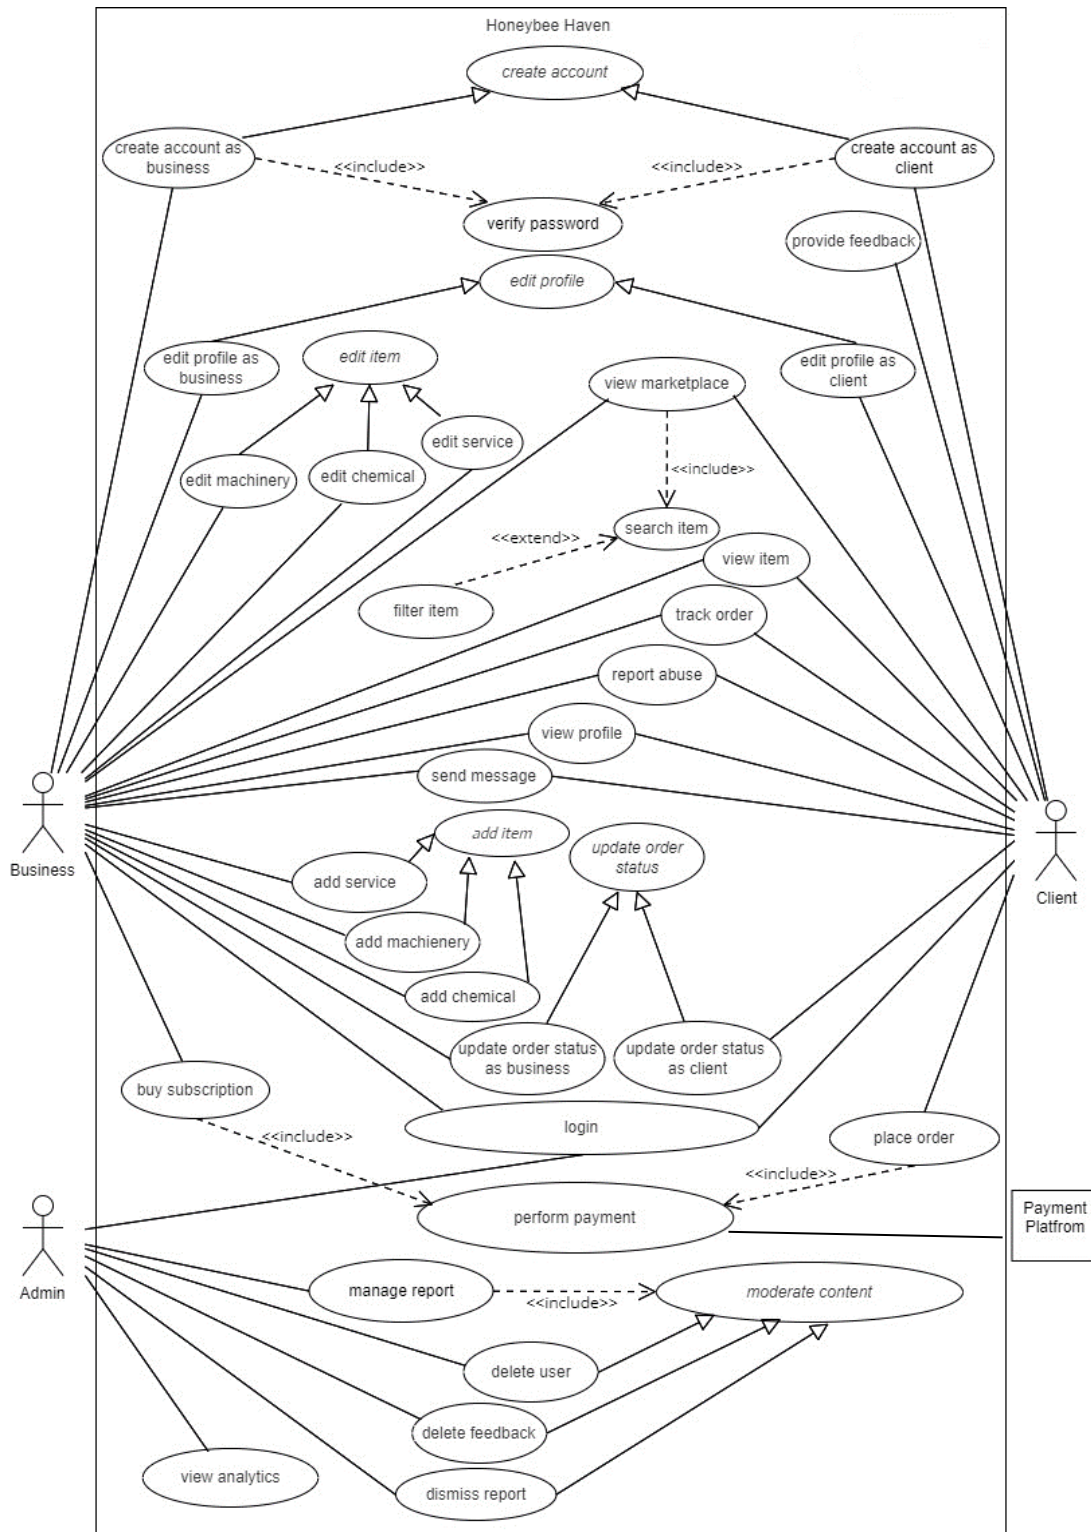 Honeybee Haven
create account
create account as
business
create account as
client
<<include>>
<<include>>
verify password
provide feedback
edit profile
edit profile as
business
edit item
view marketplace
edit profile as
client
edit service
edit machinery
edit chemical
<<include>>
search item
<<extend>>
view item
filter item
track order
report abuse
view profile
send message
Business
add item
update order
status
Client
add service
add machienery
add chemical
update order status
as business
update order status
as client
buy subscription
login
place order
<<include>>
<<include>>
perform payment
Payment
Platfrom
Admin
manage report
<<include>>
moderate content
delete user
delete feedback
view analytics
dismiss report